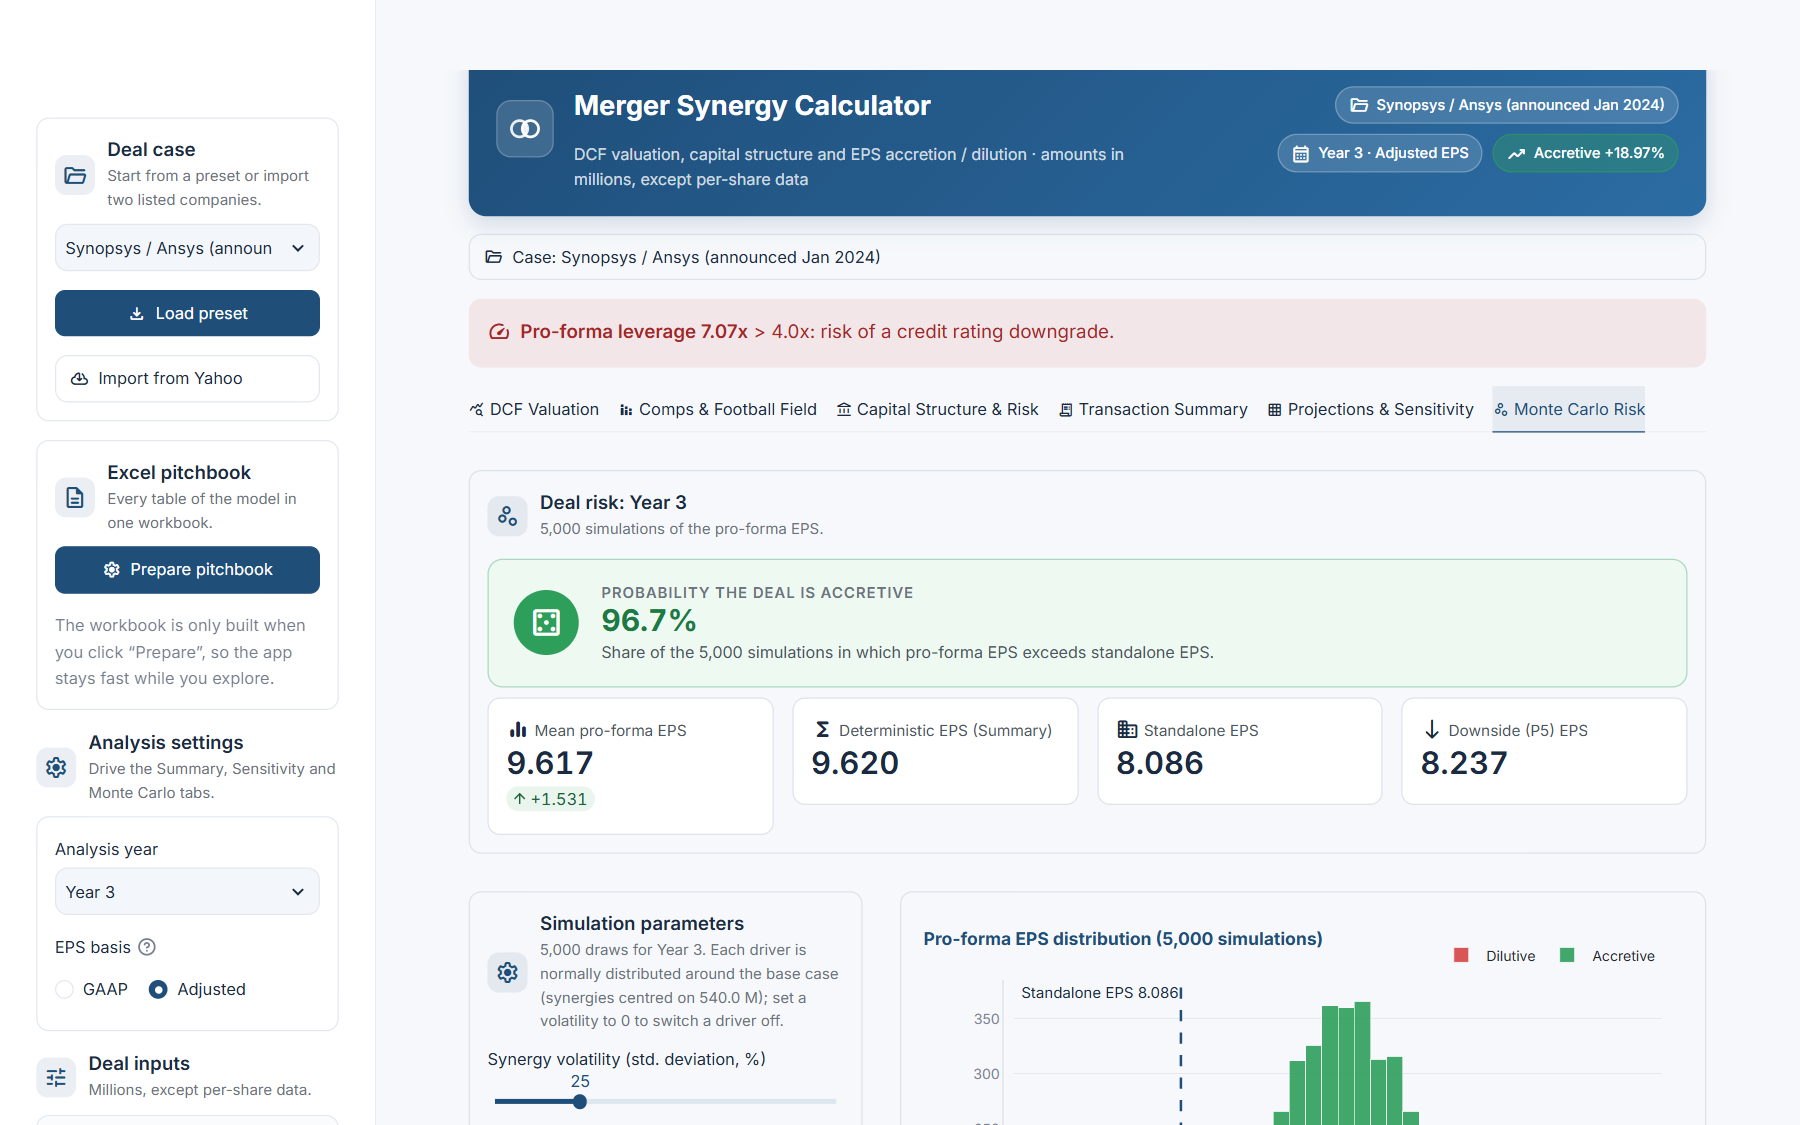 Deal case
Start from a preset or import
two listed companies.
Synopsys / Ansys (announ
Load preset
Import from Yahoo
Excel pitchbook
Every table of the model in
one workbook.
Prepare pitchbook
The workbook is only built when
you click “Prepare”, so the app
stays fast while you explore.
Analysis settings
Drive the Summary, Sensitivity and
Monte Carlo tabs.
Analysis year
Year 3
EPS basis
GAAP
Adjusted
Deal inputs
Millions, except per-share data.
Merger Synergy Calculator
DCF valuation, capital structure and EPS accretion / dilution · amounts in
millions, except per-share data
Synopsys / Ansys (announced Jan 2024)
Year 3 · Adjusted EPS
Accretive +18.97%
Case: Synopsys / Ansys (announced Jan 2024)
Pro-forma leverage 7.07x > 4.0x: risk of a credit rating downgrade.
DCF Valuation
Comps & Football Field
Capital Structure & Risk
Transaction Summary
Projections & Sensitivity
Monte Carlo Risk
Deal risk: Year 3
5,000 simulations of the pro-forma EPS.
PROBABILITY THE DEAL IS ACCRETIVE
96.7%
Share of the 5,000 simulations in which pro-forma EPS exceeds standalone EPS.
Mean pro-forma EPS
9.617
+1.531
Deterministic EPS (Summary)
9.620
Standalone EPS
8.086
Downside (P5) EPS
8.237
Simulation parameters
5,000 draws for Year 3. Each driver is
normally distributed around the base case
(synergies centred on 540.0 M); set a
volatility to 0 to switch a driver off.
Synergy volatility (std. deviation, %)
25
Pro-forma EPS distribution (5,000 simulations)
Dilutive
Accretive
Standalone EPS 8.086
350
300